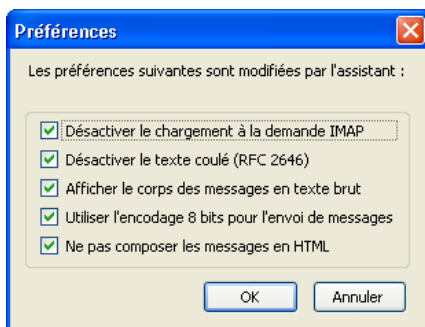 Préférences
Les préférences suivantes sont modifiées par l'assistant :
Désactiver le chargement à la demande IMAP
Désactiver le texte coulé (RFC 2646)
Afficher le corps des messages en texte brut
Utiliser l'encodage 8 bits pour l'envoi de messages
Ne pas composer les messages en HTML
OK Annuler